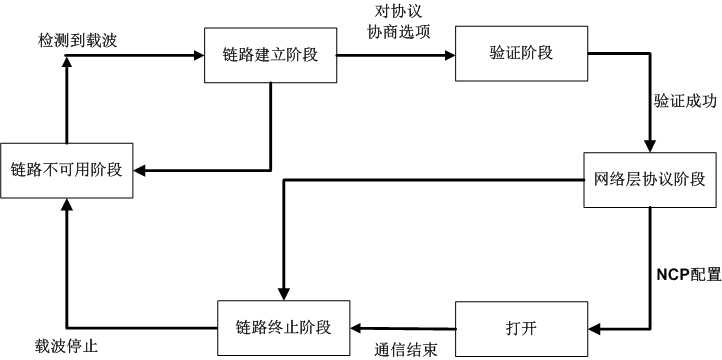 对协议
协商选项
检测到载波
链路建立阶段
验证阶段
验证成功
链路不可用阶段
网络层协议阶段
NCP配置
链路终止阶段
打开
载波停止
通信结束